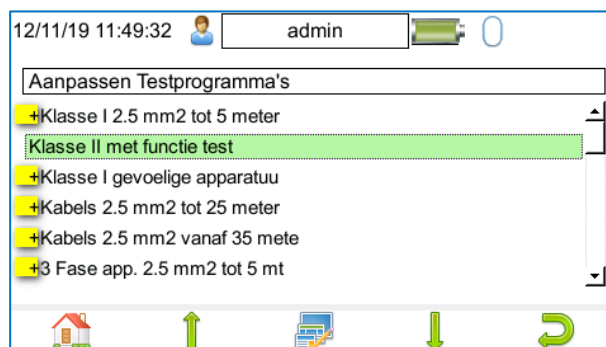 12/11/19 11:49:32 admin
Aanpassen Testprogramma's
+Klasse I 2.5 mm2 tot 5 meter
Klasse II met functie test
+Klasse I gevoelige apparatuu
+Kabels 2.5 mm2 tot 25 meter
+Kabels 2.5 mm2 vanaf 35 mete
+3 Fase app. 2.5 mm2 tot 5 mt